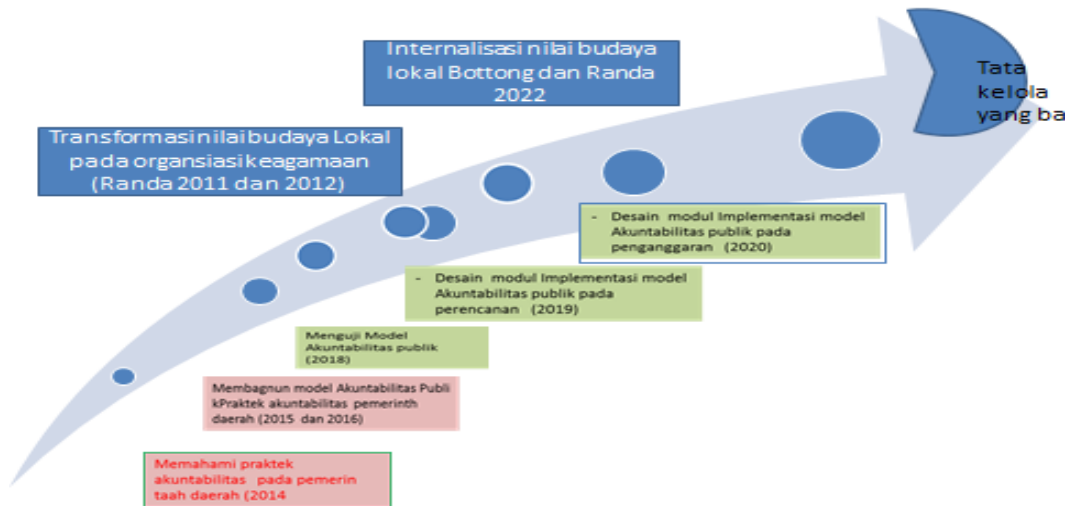 Internalisasi nilai budaya
lokal Bottong dan Randa
2022
Tata
kelola
yang ba
Transformasi nilai budaya Lokal
pada organsiasi keagamaan
(Randa 2011 dan 2012)
- Desain modul Implementasi model
Akuntabilitas publik pada
penganggaran (2020)
- Desain modul Implementasi model
Akuntabilitas publik pada
perencanan (2019)
Menguji Model
Akuntabilitas publik
(2018)
Membagnun model Akuntabilitas Publi
kPraktek akuntabilitas pemerinth
daerah (2015 dan 2016)
Memahami praktek
akuntabilitas pada pemerin
taah daerah (2014